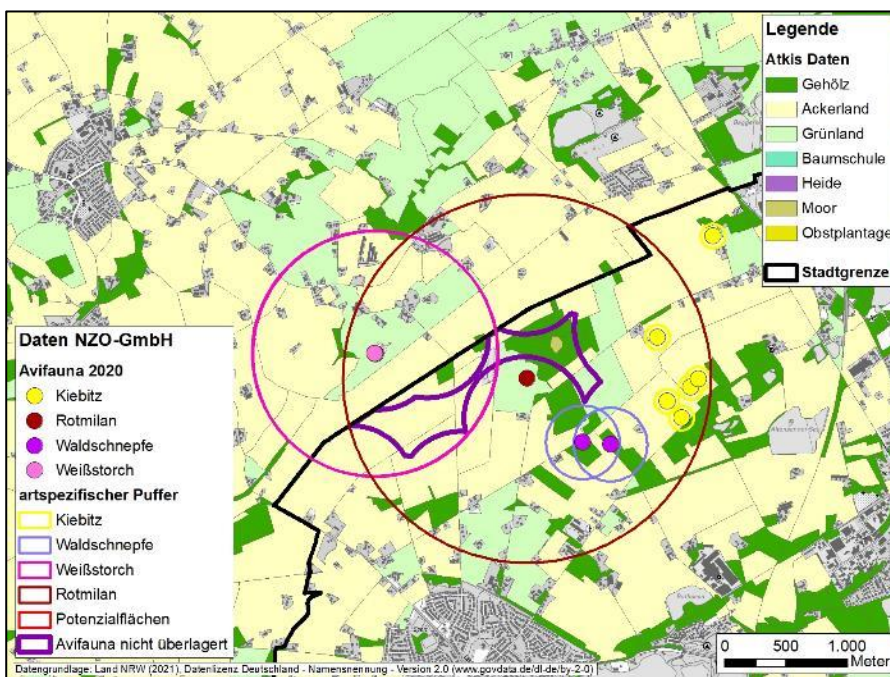 Legende
Atkis Daten
Gehölz
Ackerland
Grünland
Baumschule
Heide
Moor
Obstplantage
Stadtgrenze
Daten NZO-GmbH
Avifauna 2020
Kiebitz
Rotmilan
Waldschnepfe
Weißstorch
artspezifischer Puffer
Kiebitz
Waldschnepfe
Weißstorch
Rotmilan
Potenzialflächen
Avifauna nicht überlagert
0 500 1.000
Meter
Datengrundlage: Land NRW (2021), Datenlizenz Deutschland - Namensnennung - Version 2.0 (www.govdata.de/dl-de/by-2-0)